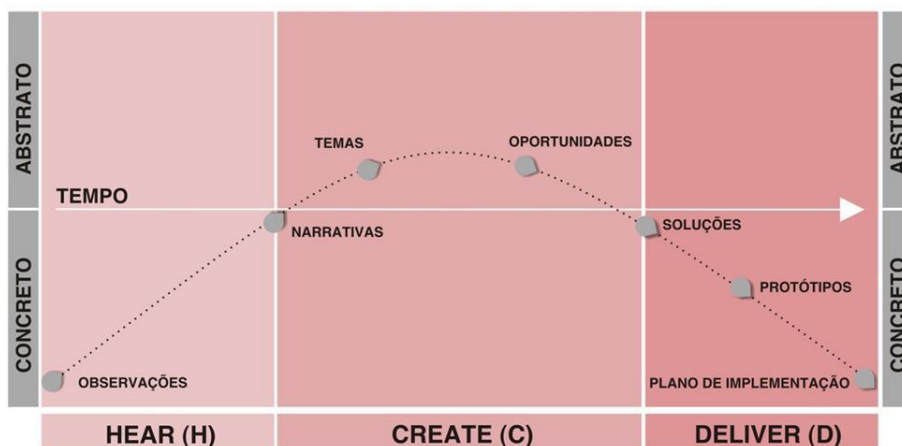 ABSTRATO
ABSTRATO
TEMAS
OPORTUNIDADES
TEMPO
NARRATIVAS
SOLUÇÕES
CONCRETO
CONCRETO
PROTÓTIPOS
OBSERVAÇÕES
PLANO DE IMPLEMENTAÇÃO
HEAR (H)
CREATE (C)
DELIVER (D)